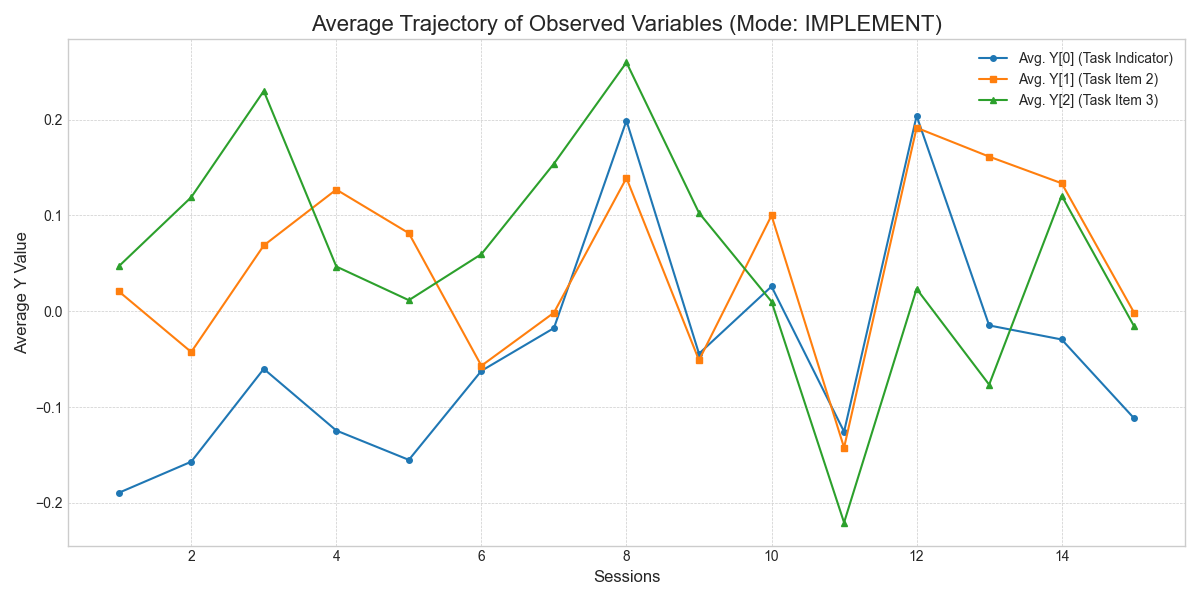 Average Trajectory of Observed Variables (Mode: IMPLEMENT)
Avg. Y[0] (Task Indicator)
Avg. Y[1] (Task Item 2)
Avg. Y[2] (Task Item 3)
Average Y Value
0.2
0.1
0.0
−0.1
−0.2
2 4 6 8 10 12 14
Sessions